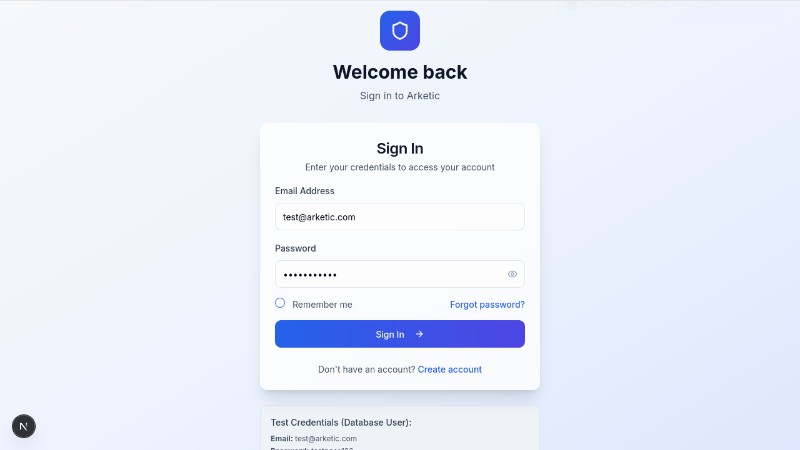 Welcome back
Sign in to Arketic
Sign In
Enter your credentials to access your account
Email Address
test@arketic.com
Password
•••••••••••
Remember me Forgot password?
Sign In →
Don't have an account? Create account
Test Credentials (Database User):
Email: test@arketic.com
N